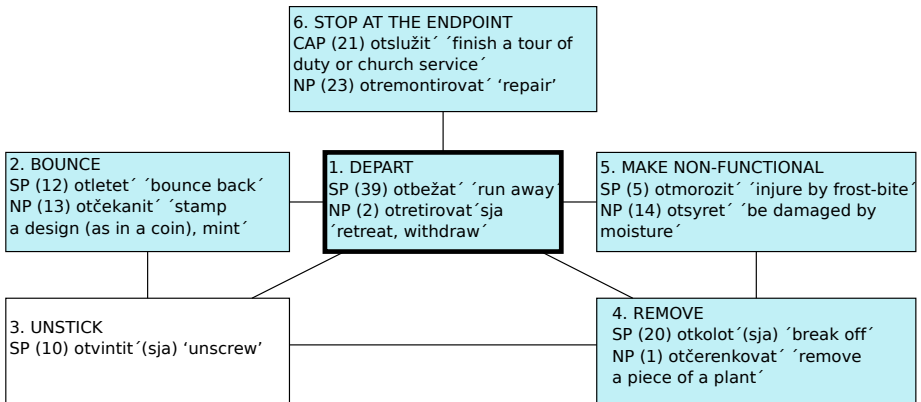 6. STOP AT THE ENDPOINT
CAP (21) otslužit´ ´finish a tour of
duty or church service´
NP (23) otremontirovat´ ‘repair’
2. BOUNCE
SP (12) otletet´ ´bounce back´
NP (13) otčekanit´ ´stamp
a design (as in a coin), mint´
1. DEPART
SP (39) otbežat´ ´run away´
NP (2) otretirovat´sja
´retreat, withdraw´
5. MAKE NON-FUNCTIONAL
SP (5) otmorozit´ ´injure by frost-bite´
NP (14) otsyret´ ´be damaged by
moisture´
3. UNSTICK
SP (10) otvintit´(sja) ‘unscrew’
4. REMOVE
SP (20) otkolot´(sja) ´break off´
NP (1) otčerenkovat´ ´remove
a piece of a plant´